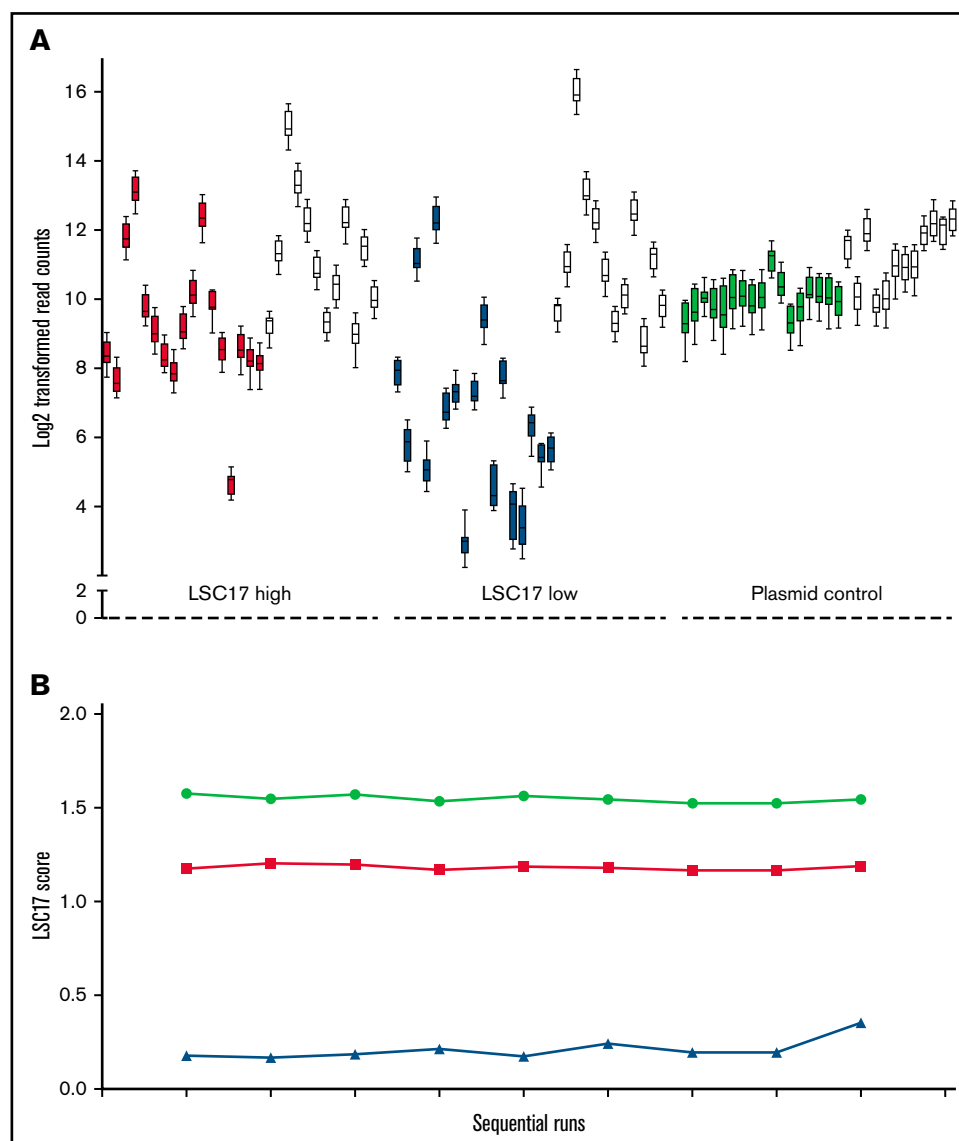 A
Log2 transformed read counts
16
14
12
10
8
6
4
2
0
LSC17 high
LSC17 low
Plasmid control
B
LSC17 score
2.0
1.5
1.0
0.5
0.0
Sequential runs